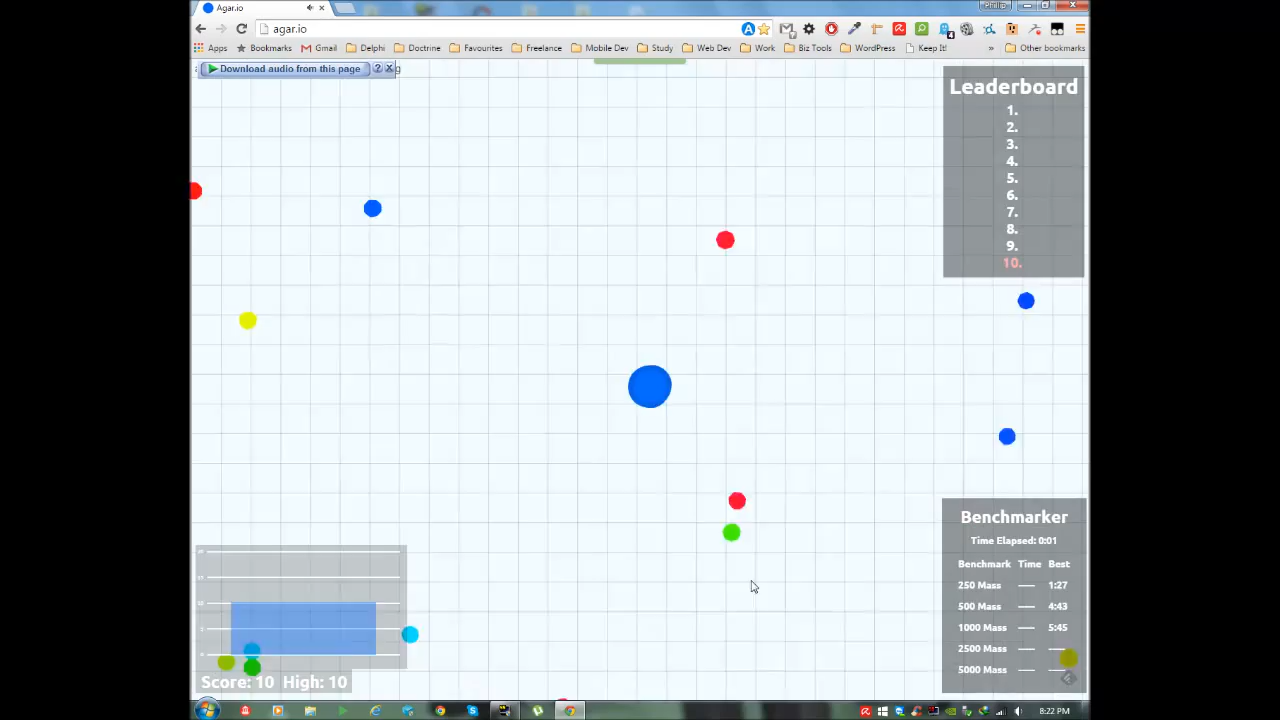 Agar.io
Phillip
agar.io
Apps Bookmarks Gmail Delphi Doctrine Favourites Freelance Mobile Dev Study Web Dev Work Biz Tools WordPress Keep It! » Other bookmarks
Download audio from this page ?
Leaderboard
1.
2.
3.
4.
5.
6.
7.
8.
9.
10.
Benchmarker
Time Elapsed: 0:01
Benchmark Time Best
250 Mass — 1:27
500 Mass — 4:43
1000 Mass — 5:45
2500 Mass — —
5000 Mass — —
Score: 10 High: 10
8:22 PM